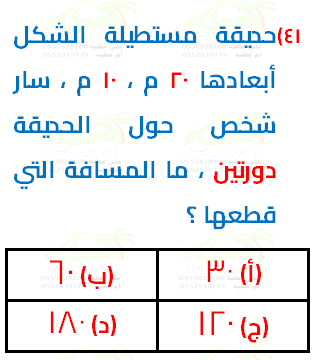 ٤١) حديقة مستطيلة الشكل
أبعادها ٢٠ م ، ١٠ م ، سار
شخص حول الحديقة
دورتين ، ما المسافة التي
قطعها ؟
(أ) ٣٠
(ب) ٦٠
(ج) ١٢٠
(د) ١٨٠